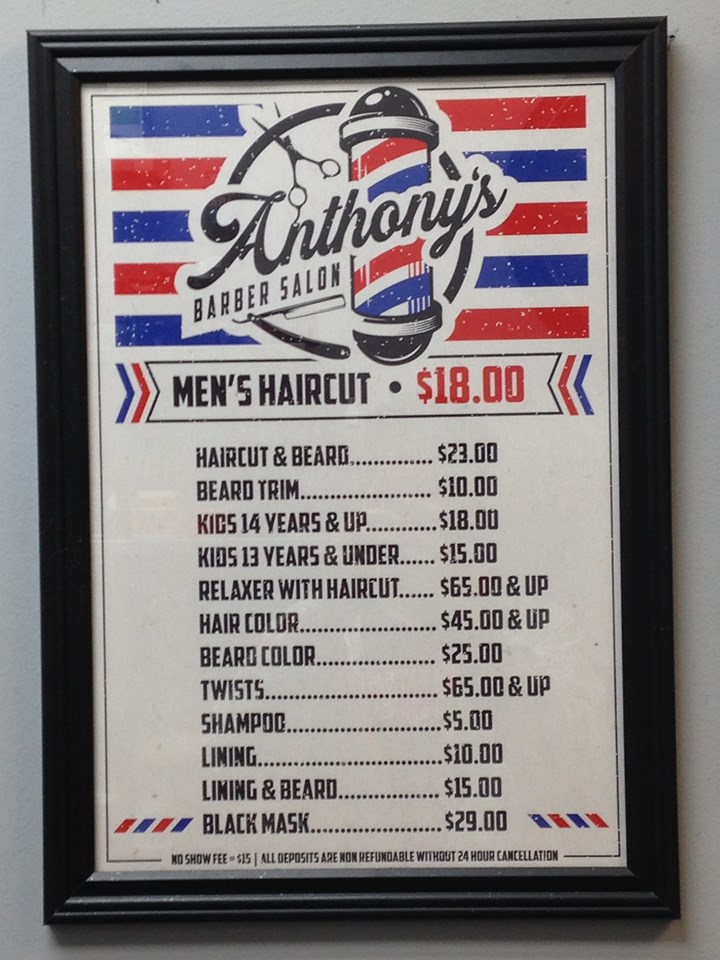 Anthony's
BARBER SALON
MEN'S HAIRCUT • $18.00
HAIRCUT & BEARD.............. $23.00
BEARD TRIM...................... $10.00
KIDS 14 YEARS & UP............$18.00
KIDS 13 YEARS & UNDER...... $15.00
RELAXER WITH HAIRCUT...... $65.00 & UP
HAIR COLOR....................... $45.00 & UP
BEARD COLOR.................... $25.00
TWISTS............................. $65.00 & UP
SHAMPOO..........................$5.00
LINING...............................$10.00
LINING & BEARD.................$15.00
BLACK MASK......................$29.00
NO SHOW FEE = $15 | ALL DEPOSITS ARE NON REFUNDABLE WITHOUT 24 HOUR CANCELLATION